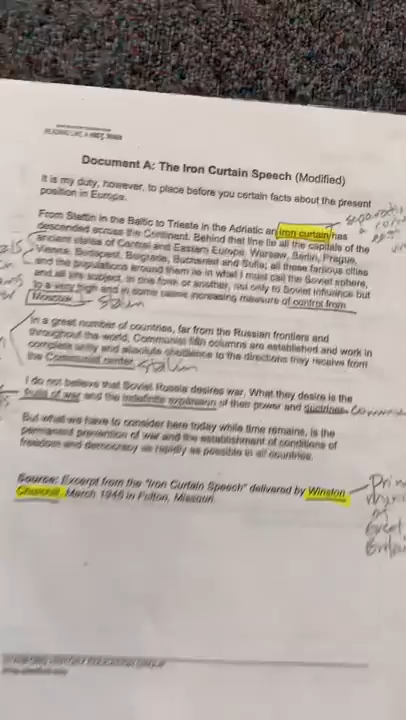 READING LIKE A HISTORIAN
Document A: The Iron Curtain Speech (Modified)
It is my duty, however, to place before you certain facts about the present
position in Europe.
From Stettin in the Baltic to Trieste in the Adriatic an iron curtain has
descended across the Continent. Behind that line lie all the capitals of the
ancient states of Central and Eastern Europe. Warsaw, Berlin, Prague,
Vienna, Budapest, Belgrade, Bucharest and Sofia; all these famous cities
and the populations around them lie in what I must call the Soviet sphere,
and all are subject, in one form or another, not only to Soviet influence but
to a very high and in some cases increasing measure of control from
Moscow. Stalin
In a great number of countries, far from the Russian frontiers and
throughout the world, Communist fifth columns are established and work in
complete unity and absolute obedience to the directions they receive from
the Communist center. Stalin
I do not believe that Soviet Russia desires war. What they desire is the
fruits of war and the indefinite expansion of their power and doctrines.
But what we have to consider here today while time remains, is the
permanent prevention of war and the establishment of conditions of
freedom and democracy as rapidly as possible in all countries.
Source: Excerpt from the "Iron Curtain Speech" delivered by Winston
Churchill, March 1946 in Fulton, Missouri.
of
Great